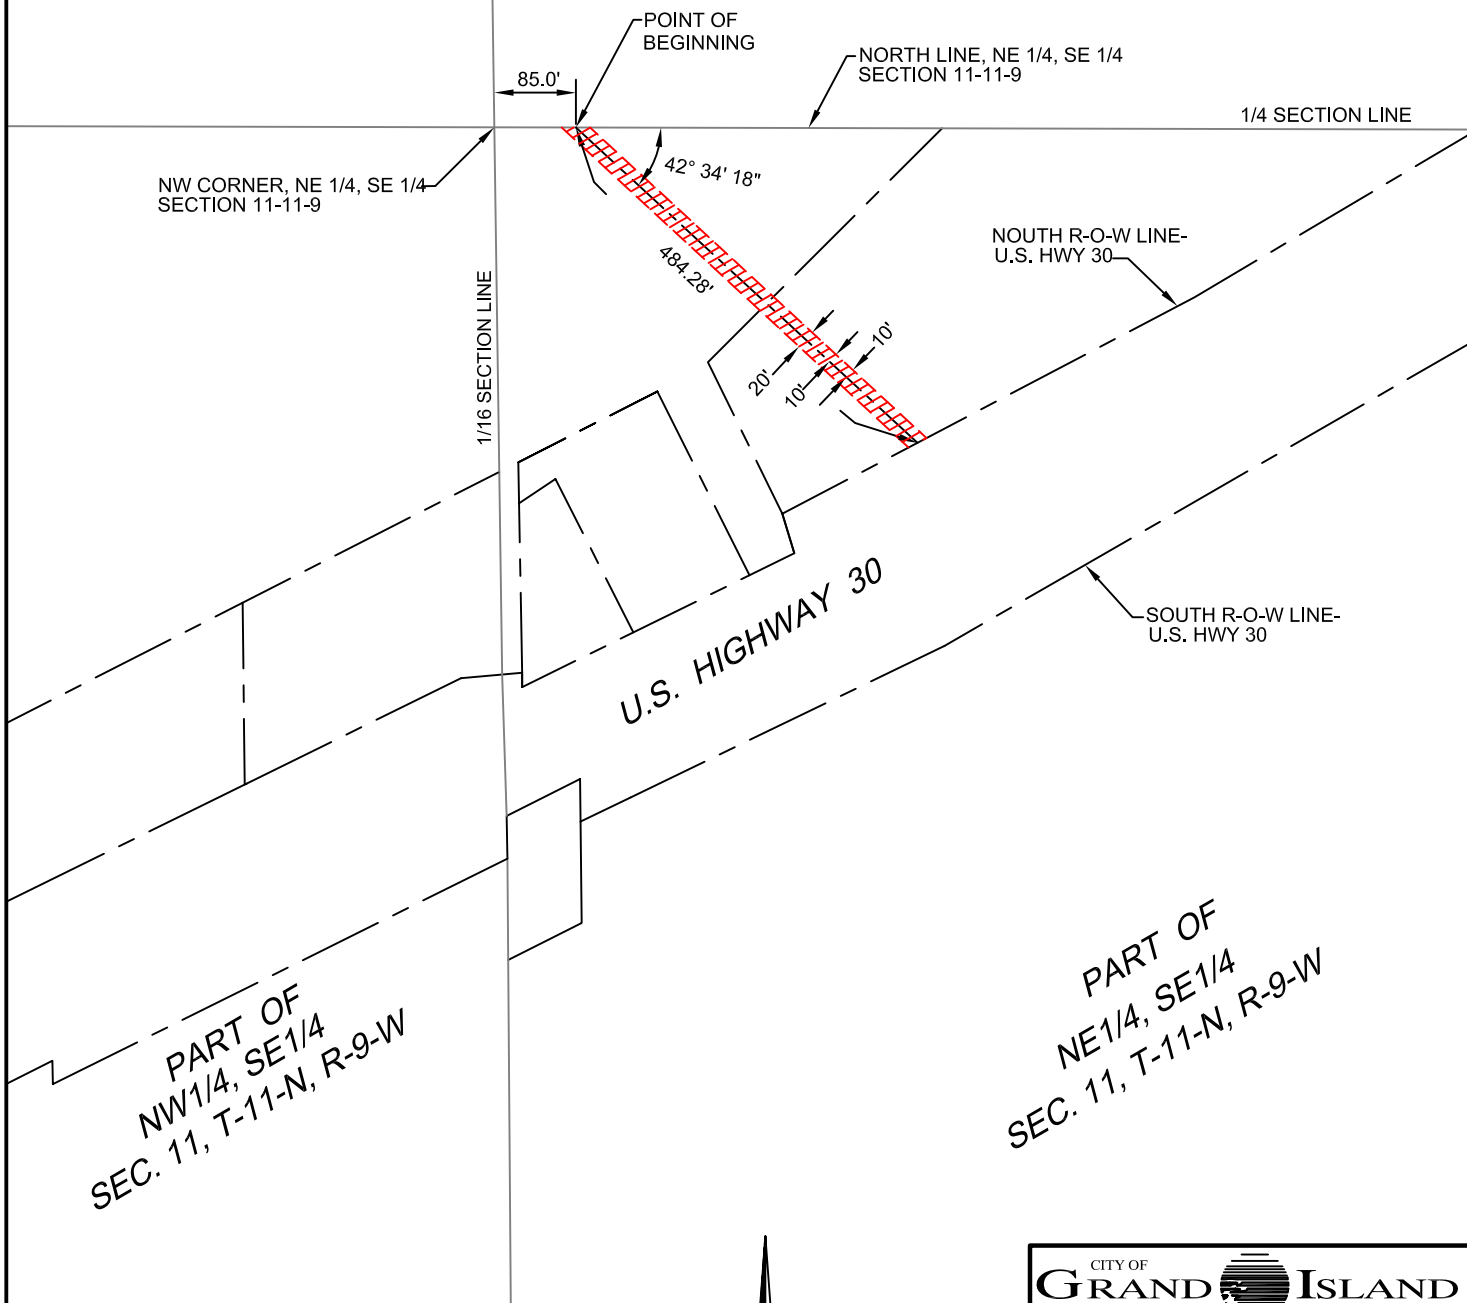 POINT OF
BEGINNING
85.0'
NORTH LINE, NE 1/4, SE 1/4
SECTION 11-11-9
1/4 SECTION LINE
NW CORNER, NE 1/4, SE 1/4
SECTION 11-11-9
42° 34' 18"
484.28'
NOUTH R-O-W LINE-
U.S. HWY 30
1/16 SECTION LINE
10'
20'
10'
U.S. HIGHWAY 30
SOUTH R-O-W LINE-
U.S. HWY 30
PART OF
NW1/4, SE1/4
SEC. 11, T-11-N, R-9-W
PART OF
NE1/4, SE1/4
SEC. 11, T-11-N, R-9-W
CITY OF
GRAND ISLAND